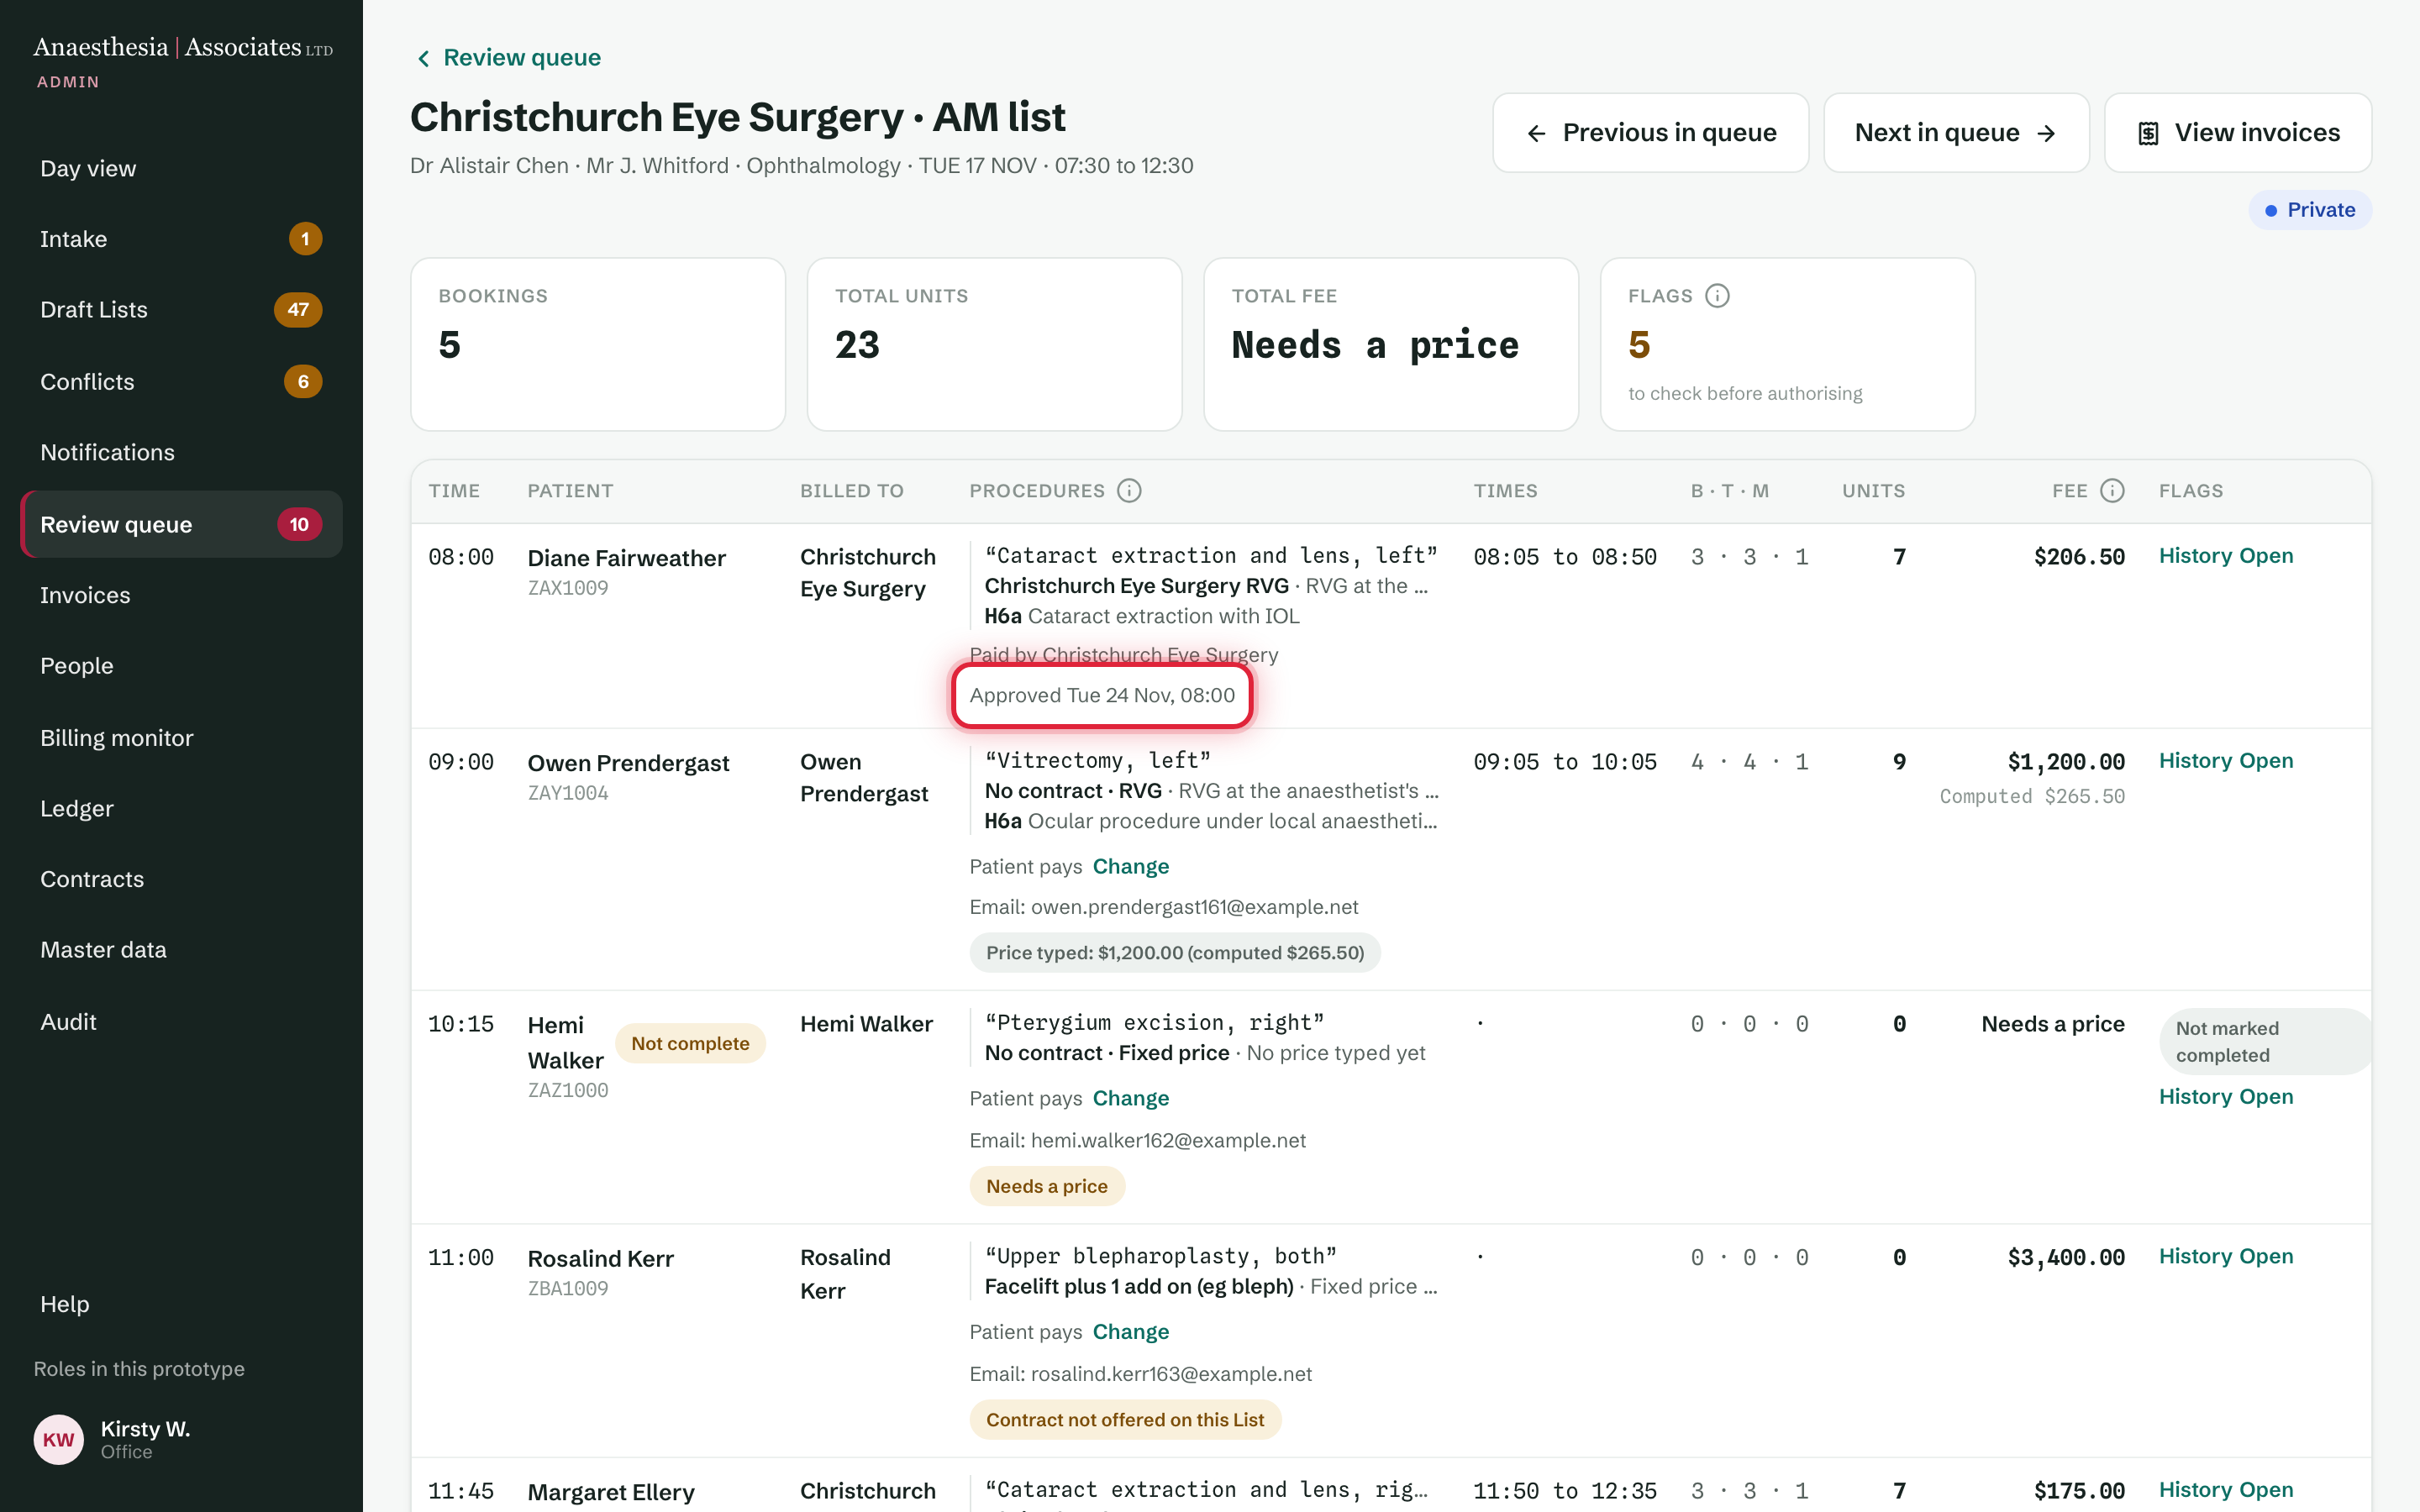 Anaesthesia | Associates LTD
ADMIN
Day view
Intake 1
Draft Lists 47
Conflicts 6
Notifications
Review queue 10
Invoices
People
Billing monitor
Ledger
Contracts
Master data
Audit
Help
Roles in this prototype
KW
Kirsty W.
Office
Review queue
Christchurch Eye Surgery · AM list
Dr Alistair Chen · Mr J. Whitford · Ophthalmology · TUE 17 NOV · 07:30 to 12:30
← Previous in queue
Next in queue →
View invoices
Private
BOOKINGS
5
TOTAL UNITS
23
TOTAL FEE
Needs a price
FLAGS
5
to check before authorising
TIME PATIENT BILLED TO PROCEDURES TIMES B · T · M UNITS FEE FLAGS
08:00
Diane Fairweather
ZAX1009
Christchurch
Eye Surgery
“Cataract extraction and lens, left”
Christchurch Eye Surgery RVG · RVG at the ...
H6a Cataract extraction with IOL
Paid by Christchurch Eye Surgery
Approved Tue 24 Nov, 08:00
08:05 to 08:50
3 · 3 · 1
7
$206.50
History Open
09:00
Owen Prendergast
ZAY1004
Owen
Prendergast
“Vitrectomy, left”
No contract · RVG · RVG at the anaesthetist's ...
H6a Ocular procedure under local anaestheti...
Patient pays Change
Email: owen.prendergast161@example.net
Price typed: $1,200.00 (computed $265.50)
09:05 to 10:05
4 · 4 · 1
9
$1,200.00
Computed $265.50
History Open
10:15
Hemi
Walker
ZAZ1000
Not complete
Hemi Walker
“Pterygium excision, right”
No contract · Fixed price · No price typed yet
Patient pays Change
Email: hemi.walker162@example.net
Needs a price
·
0 · 0 · 0
0
Needs a price
Not marked
completed
History Open
11:00
Rosalind Kerr
ZBA1009
Rosalind
Kerr
“Upper blepharoplasty, both”
Facelift plus 1 add on (eg bleph) · Fixed price ...
Patient pays Change
Email: rosalind.kerr163@example.net
Contract not offered on this List
·
0 · 0 · 0
0
$3,400.00
History Open
11:45
Margaret Ellery
Christchurch
“Cataract extraction and lens, rig...
11:50 to 12:35
3 · 3 · 1
7
$175.00
History Open